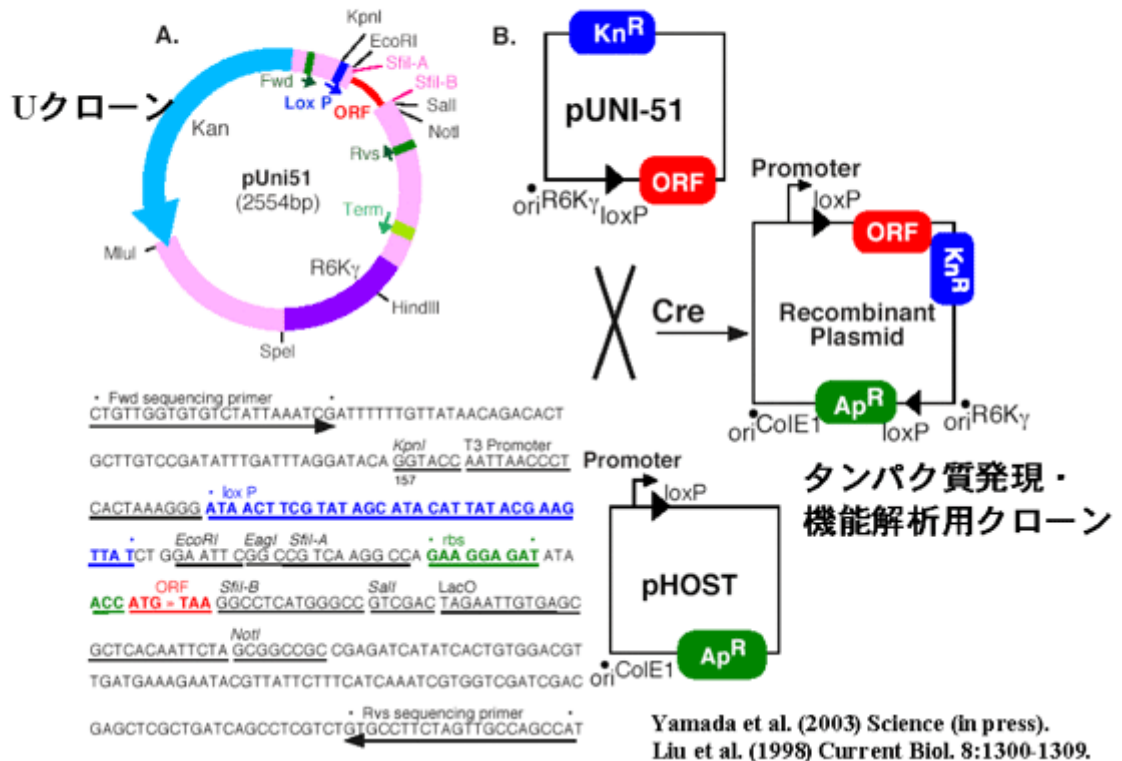 A.
KpnI
EcoRI
SfiI-A
SfiI-B
SalI
NotI
Fwd
Lox P
ORF
Uクローン
Kan
Rvs
pUni51
(2554bp)
Term
MluI
R6Kγ
HindIII
SpeI
B.
KnR
pUNI-51
ORF
oriR6Kγ
loxP
Promoter
loxP
ORF
KnR
Cre
Recombinant
Plasmid
ApR
oriColE1
loxP
oriR6Kγ
タンパク質発現・
機能解析用クローン
Promoter
loxP
pHOST
ApR
oriColE1
Fwd sequencing primer
CTGTTGGTGTGTCTATTAAATCGATTTTTTGTTATAACAGACACT
KpnI T3 Promoter
GCTTGTCCGATATTTGATTTAGGATACA GGTACC AATTAACCCT
157
lox P
CACTAAAGGG ATA ACT TCG TAT AGC ATA CAT TAT ACG AAG
EcoRI EagI SfiI-A rbs
TTA TCT GGA ATT CGG CCG TCA AGG CCA GAA GGA GAT ATA
ORF SfiI-B SalI LacO
ACC ATG » TAA GGCCTCATGGGCC GTCGAC TAGAATTGTGAGC
NotI
GCTCACAATTCTA GCGGCCGC CGAGATCATATCACTGTGGACGT
TGATGAAAGAATACGTTATTCTTTCATCAAATCGTGGTCGATCGAC
Rvs sequencing primer
GAGCTCGCTGATCAGCCTCGTCTGTGCCTTCTAGTTGCCAGCCAT
Yamada et al. (2003) Science (in press).
Liu et al. (1998) Current Biol. 8:1300-1309.